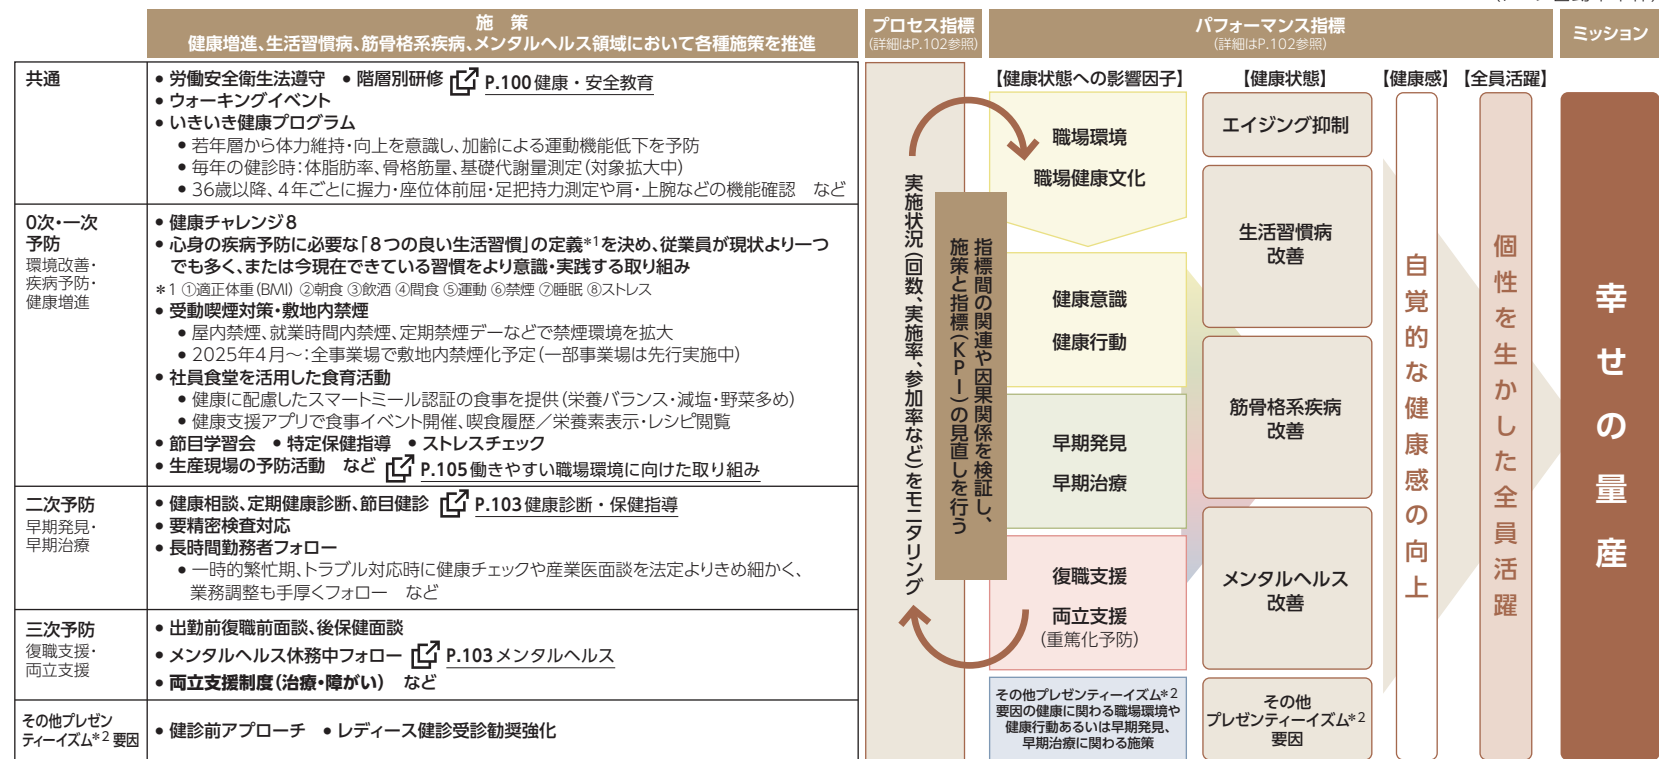 施 策
健康増進、生活習慣病、筋骨格系疾病、メンタルヘルス領域において各種施策を推進
プロセス指標
(詳細はP.102参照)
パフォーマンス指標
(詳細はP.102参照)
ミッション
共通
● 労働安全衛生法遵守 ● 階層別研修 P.100 健康・安全教育
● ウォーキングイベント
● いきいき健康プログラム
● 若年層から体力維持・向上を意識し、加齢による運動機能低下を予防
● 毎年の健診時：体脂肪率、骨格筋量、基礎代謝量測定（対象拡大中）
● 36歳以降、4年ごとに握力・座位体前屈・足把持力測定や肩・上腕などの機能確認 など
0次・一次
予防
環境改善・
疾病予防・
健康増進
● 健康チャレンジ8
● 心身の疾病予防に必要な「8つの良い生活習慣」の定義*1を決め、従業員が現状より一つ
でも多く、または今現在できている習慣をより意識・実践する取り組み
*1 ①適正体重(BMI) ②朝食 ③飲酒 ④間食 ⑤運動 ⑥禁煙 ⑦睡眠 ⑧ストレス
● 受動喫煙対策・敷地内禁煙
● 屋内禁煙、就業時間内禁煙、定期禁煙デーなどで禁煙環境を拡大
● 2025年4月～：全事業場で敷地内禁煙化予定（一部事業場は先行実施中）
● 社員食堂を活用した食育活動
● 健康に配慮したスマートミール認証の食事を提供（栄養バランス・減塩・野菜多め）
● 健康支援アプリで食事イベント開催、喫食履歴／栄養素表示・レシピ閲覧
● 節目学習会 ● 特定保健指導 ● ストレスチェック
● 生産現場の予防活動 など P.105 働きやすい職場環境に向けた取り組み
二次予防
早期発見・
早期治療
● 健康相談、定期健康診断、節目健診 P.103 健康診断・保健指導
● 要精密検査対応
● 長時間勤務者フォロー
● 一時的繁忙期、トラブル対応時に健康チェックや産業医面談を法定よりきめ細かく、
業務調整も手厚くフォロー など
三次予防
復職支援・
両立支援
● 出勤前復職前面談、後保健面談
● メンタルヘルス休務中フォロー P.103 メンタルヘルス
● 両立支援制度（治療・障がい） など
その他プレゼン
ティーイズム*2 要因
● 健診前アプローチ ● レディース健診受診勧奨強化
実施状況（回数、実施率、参加率など）をモニタリング
指標間の関連や因果関係を検証し、
施策と指標（KPI）の見直しを行う
【健康状態への影響因子】
職場環境
職場健康文化
健康意識
健康行動
早期発見
早期治療
復職支援
両立支援
（重篤化予防）
その他プレゼンティーイズム*2
要因の健康に関わる職場環境や
健康行動あるいは早期発見、
早期治療に関わる施策
【健康状態】
エイジング抑制
生活習慣病
改善
筋骨格系疾病
改善
メンタルヘルス
改善
その他
プレゼンティーイズム*2
要因
【健康感】
自覚的な健康感の向上
【全員活躍】
個性を生かした全員活躍
幸せの量産